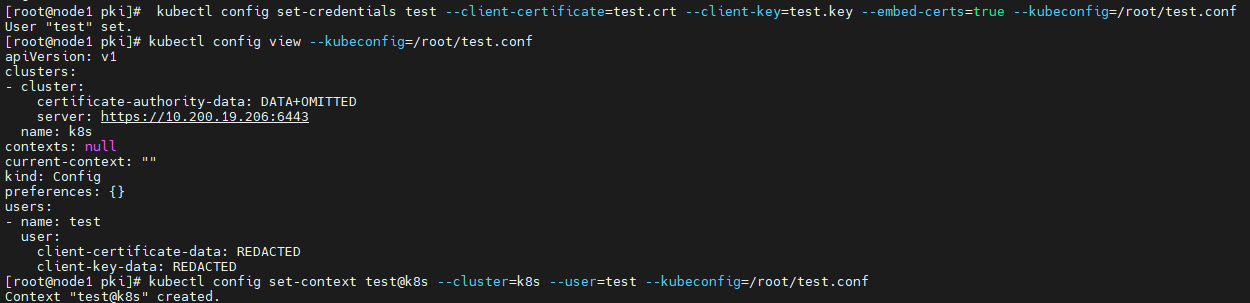 [root@node1 pki]#  kubectl config set-credentials test --client-certificate=test.crt --client-key=test.key --embed-certs=true --kubeconfig=/root/test.conf
User "test" set.
[root@node1 pki]# kubectl config view --kubeconfig=/root/test.conf
apiVersion: v1
clusters:
- cluster:
    certificate-authority-data: DATA+OMITTED
    server: https://10.200.19.206:6443
  name: k8s
contexts: null
current-context: ""
kind: Config
preferences: {}
users:
- name: test
  user:
    client-certificate-data: REDACTED
    client-key-data: REDACTED
[root@node1 pki]# kubectl config set-context test@k8s --cluster=k8s --user=test --kubeconfig=/root/test.conf
Context "test@k8s" created.